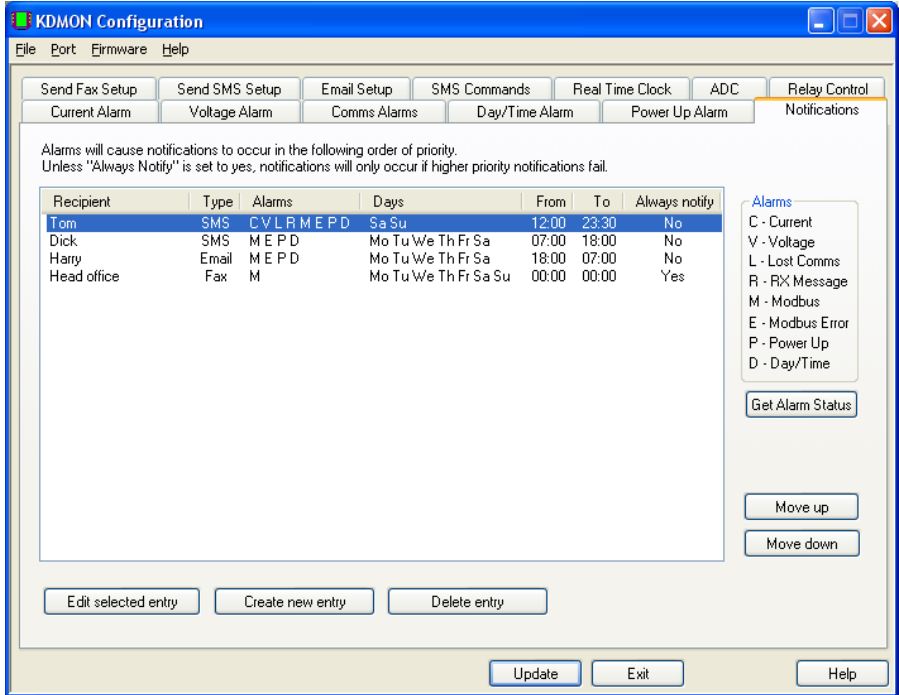 KDMON Configuration
File Port Firmware Help
Send Fax Setup Send SMS Setup Email Setup SMS Commands Real Time Clock ADC Relay Control
Current Alarm Voltage Alarm Comms Alarms Day/Time Alarm Power Up Alarm Notifications
Alarms will cause notifications to occur in the following order of priority.
Unless "Always Notify" is set to yes, notifications will only occur if higher priority notifications fail.
Recipient Type Alarms Days From To Always notify
Tom SMS C V L R M E P D Sa Su 12:00 23:30 No
Dick SMS M E P D Mo Tu We Th Fr Sa 07:00 18:00 No
Harry Email M E P D Mo Tu We Th Fr Sa 18:00 07:00 No
Head office Fax M Mo Tu We Th Fr Sa Su 00:00 00:00 Yes
Alarms
C - Current
V - Voltage
L - Lost Comms
R - RX Message
M - Modbus
E - Modbus Error
P - Power Up
D - Day/Time
Get Alarm Status
Move up
Move down
Edit selected entry Create new entry Delete entry
Update Exit Help